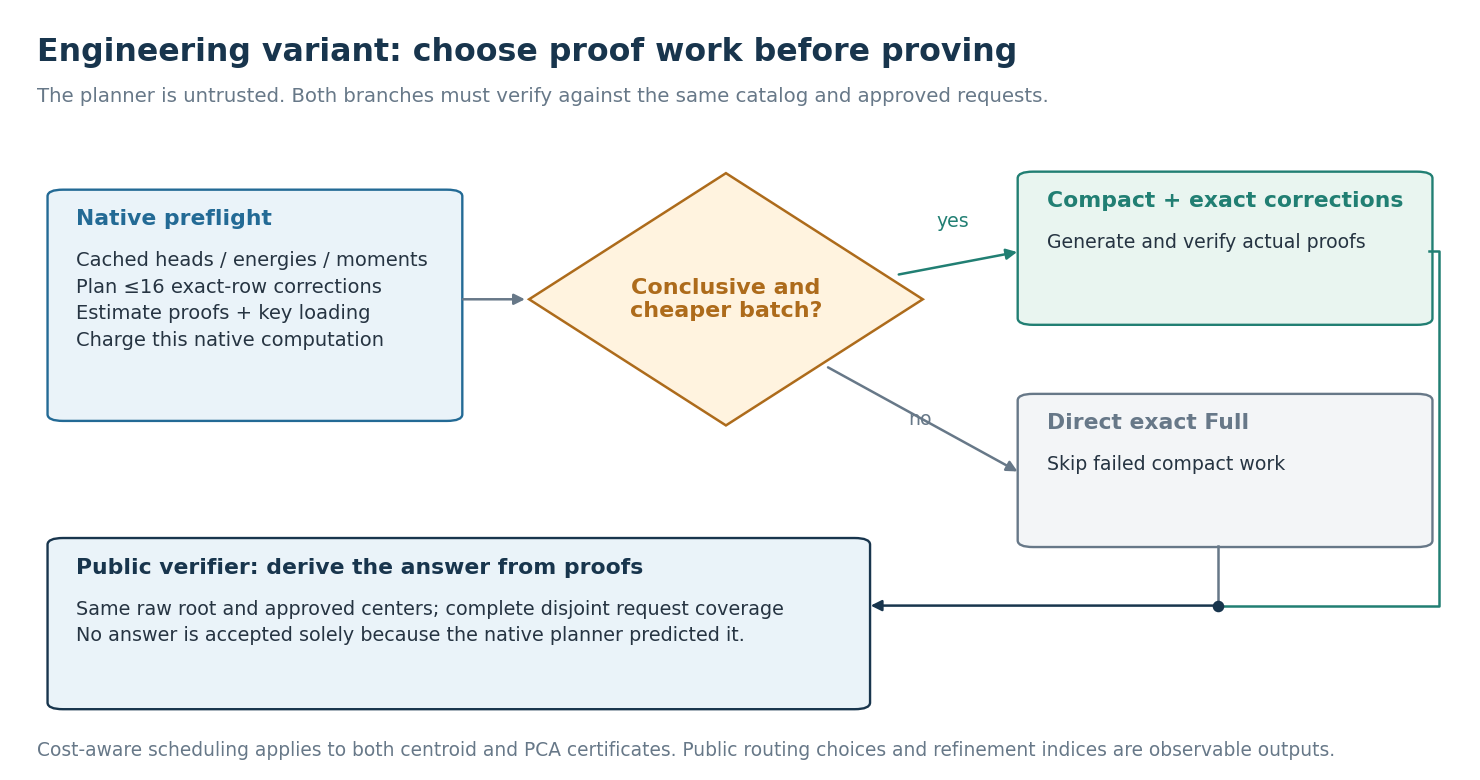 Engineering variant: choose proof work before proving
The planner is untrusted. Both branches must verify against the same catalog and approved requests.
Native preflight
Cached heads / energies / moments
Plan ≤16 exact-row corrections
Estimate proofs + key loading
Charge this native computation
Conclusive and
cheaper batch?
yes
Compact + exact corrections
Generate and verify actual proofs
no
Direct exact Full
Skip failed compact work
Public verifier: derive the answer from proofs
Same raw root and approved centers; complete disjoint request coverage
No answer is accepted solely because the native planner predicted it.
Cost-aware scheduling applies to both centroid and PCA certificates. Public routing choices and refinement indices are observable outputs.